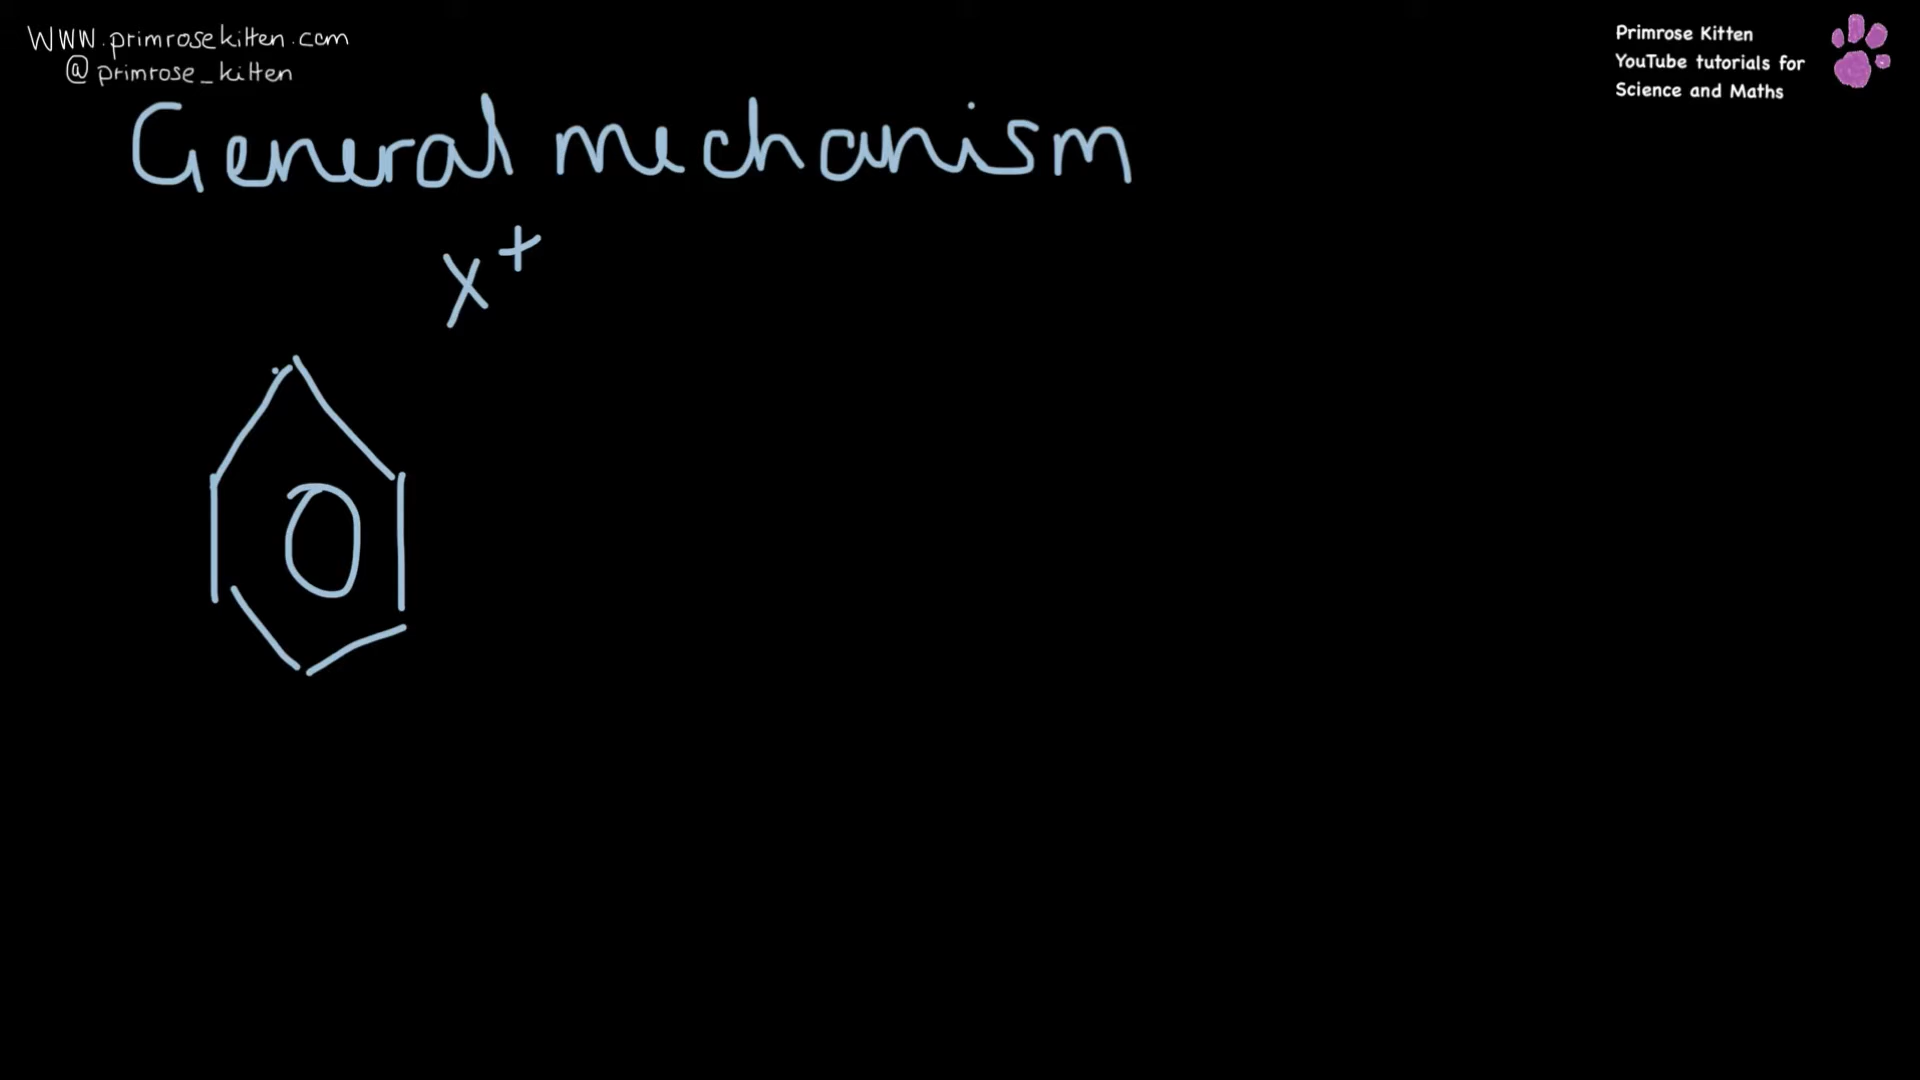 www.primrosekitten.com
@primrose_kitten
Primrose Kitten
YouTube tutorials for
Science and Maths
General mechanism
X+